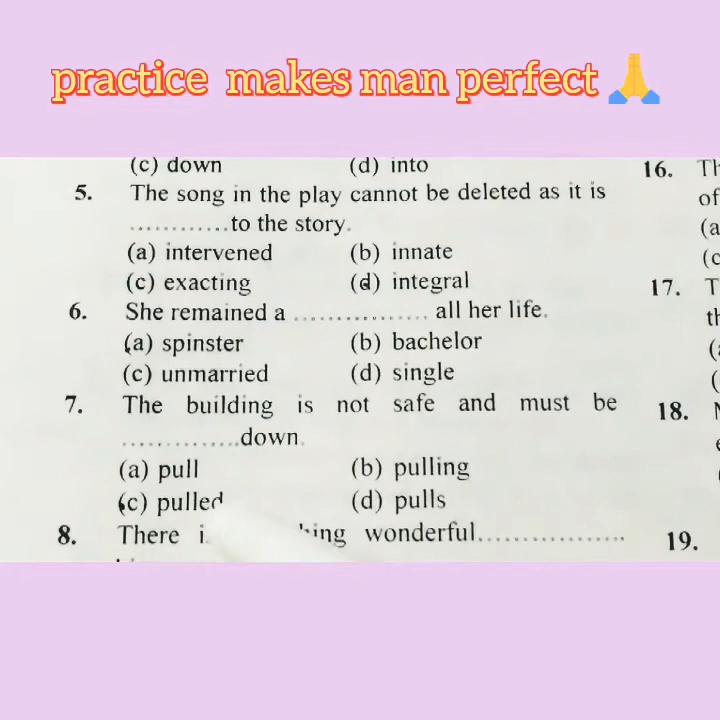 practice makes man perfect 🙏
(c) down (d) into
5. The song in the play cannot be deleted as it is
.............to the story.
(a) intervened (b) innate
(c) exacting (d) integral
6. She remained a ................. all her life.
(a) spinster (b) bachelor
(c) unmarried (d) single
7. The building is not safe and must be
..............down.
(a) pull (b) pulling
(c) pulled (d) pulls
8. There wonderful.................
16.
of
17.
18.
19.